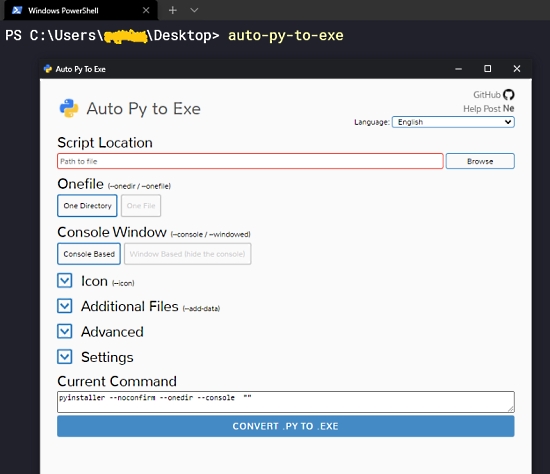 Windows PowerShell
PS C:\Users\ \Desktop> auto-py-to-exe
Auto Py To Exe
GitHub
Auto Py to Exe
Help Post Ne
Language: English
Script Location
Path to file
Browse
Onefile (--onedir / --onefile)
One Directory One File
Console Window (--console / --windowed)
Console Based Window Based (hide the console)
Icon (--icon)
Additional Files (--add-data)
Advanced
Settings
Current Command
pyinstaller --noconfirm --onedir --console ""
CONVERT .PY TO .EXE